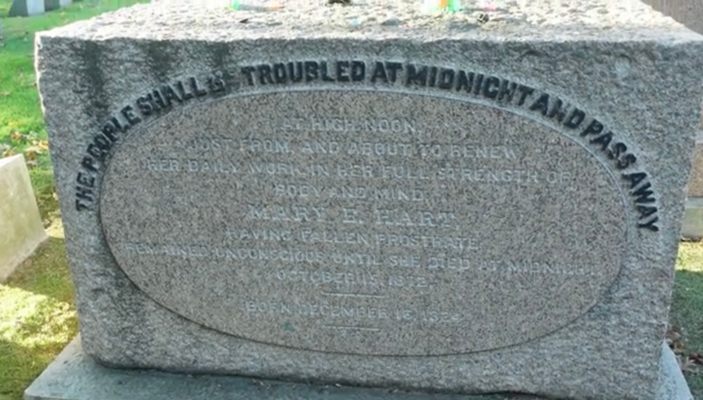 THE PEOPLE SHALL BE TROUBLED AT MIDNIGHT AND PASS AWAY
AT HIGH NOON
JUST FROM, AND ABOUT TO RENEW
HER DAILY WORK, IN HER FULL STRENGTH OF
BODY AND MIND
MARY E. HART
HAVING FALLEN PROSTRATE
REMAINED UNCONSCIOUS, UNTIL SHE DIED AT MIDNIGHT
OCTOBER 15, 1872
BORN DECEMBER 16, 1824